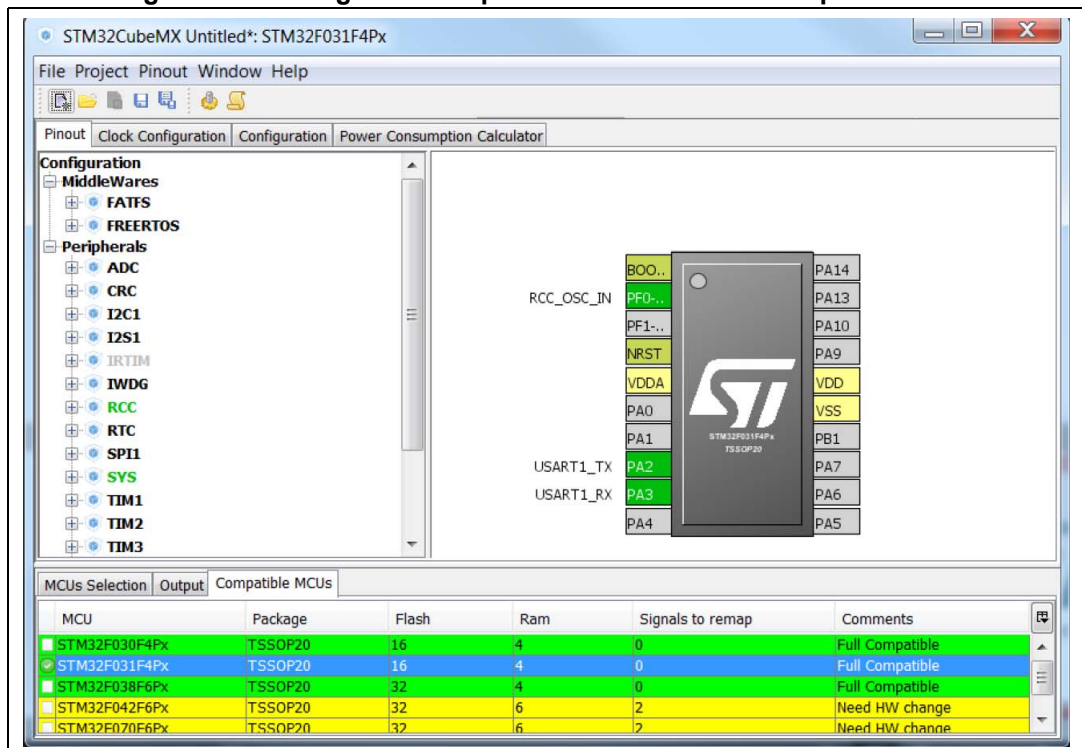 STM32CubeMX Untitled*: STM32F031F4Px
File Project Pinout Window Help
Pinout Clock Configuration Configuration Power Consumption Calculator
Configuration
MiddleWares
FATFS
FREERTOS
Peripherals
ADC
CRC
I2C1
I2S1
IRTIM
IWDG
RCC
RTC
SPI1
SYS
TIM1
TIM2
TIM3
BOO.. PA14
RCC_OSC_IN PF0-.. PA13
PF1-.. PA10
NRST PA9
VDDA VDD
PA0 VSS
PA1 PB1
USART1_TX PA2 PA7
USART1_RX PA3 PA6
PA4 PA5
ST
STM32F031F4Px
TSSOP20
MCUs Selection Output Compatible MCUs
MCU Package Flash Ram Signals to remap Comments
STM32F030F4Px TSSOP20 16 4 0 Full Compatible
STM32F031F4Px TSSOP20 16 4 0 Full Compatible
STM32F038F6Px TSSOP20 32 4 0 Full Compatible
STM32F042F6Px TSSOP20 32 6 2 Need HW change
STM32F070F6Px TSSOP20 32 6 2 Need HW change